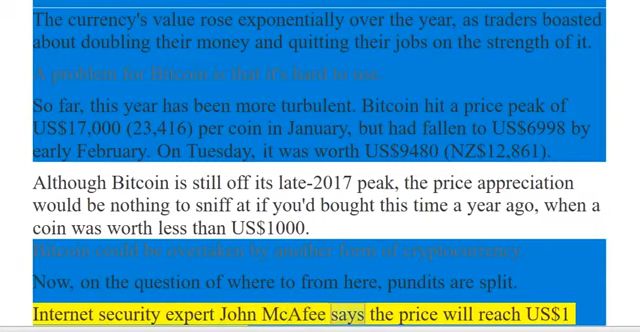 The currency's value rose exponentially over the year, as traders boasted
about doubling their money and quitting their jobs on the strength of it.
A problem for Bitcoin is that it's hard to use.
So far, this year has been more turbulent. Bitcoin hit a price peak of
US$17,000 (23,416) per coin in January, but had fallen to US$6998 by
early February. On Tuesday, it was worth US$9480 (NZ$12,861).
Although Bitcoin is still off its late-2017 peak, the price appreciation
would be nothing to sniff at if you'd bought this time a year ago, when a
coin was worth less than US$1000.
Bitcoin could be overtaken by another form of cryptocurrency.
Now, on the question of where to from here, pundits are split.
Internet security expert John McAfee says the price will reach US$1